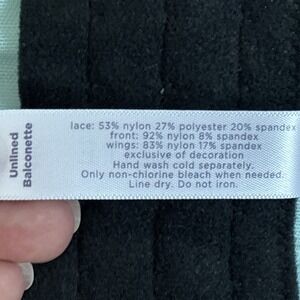 Unlined
Balconette
lace: 53% nylon 27% polyester 20% spandex
front: 92% nylon 8% spandex
wings: 83% nylon 17% spandex
exclusive of decoration
Hand wash cold separately.
Only non-chlorine bleach when needed.
Line dry. Do not iron.